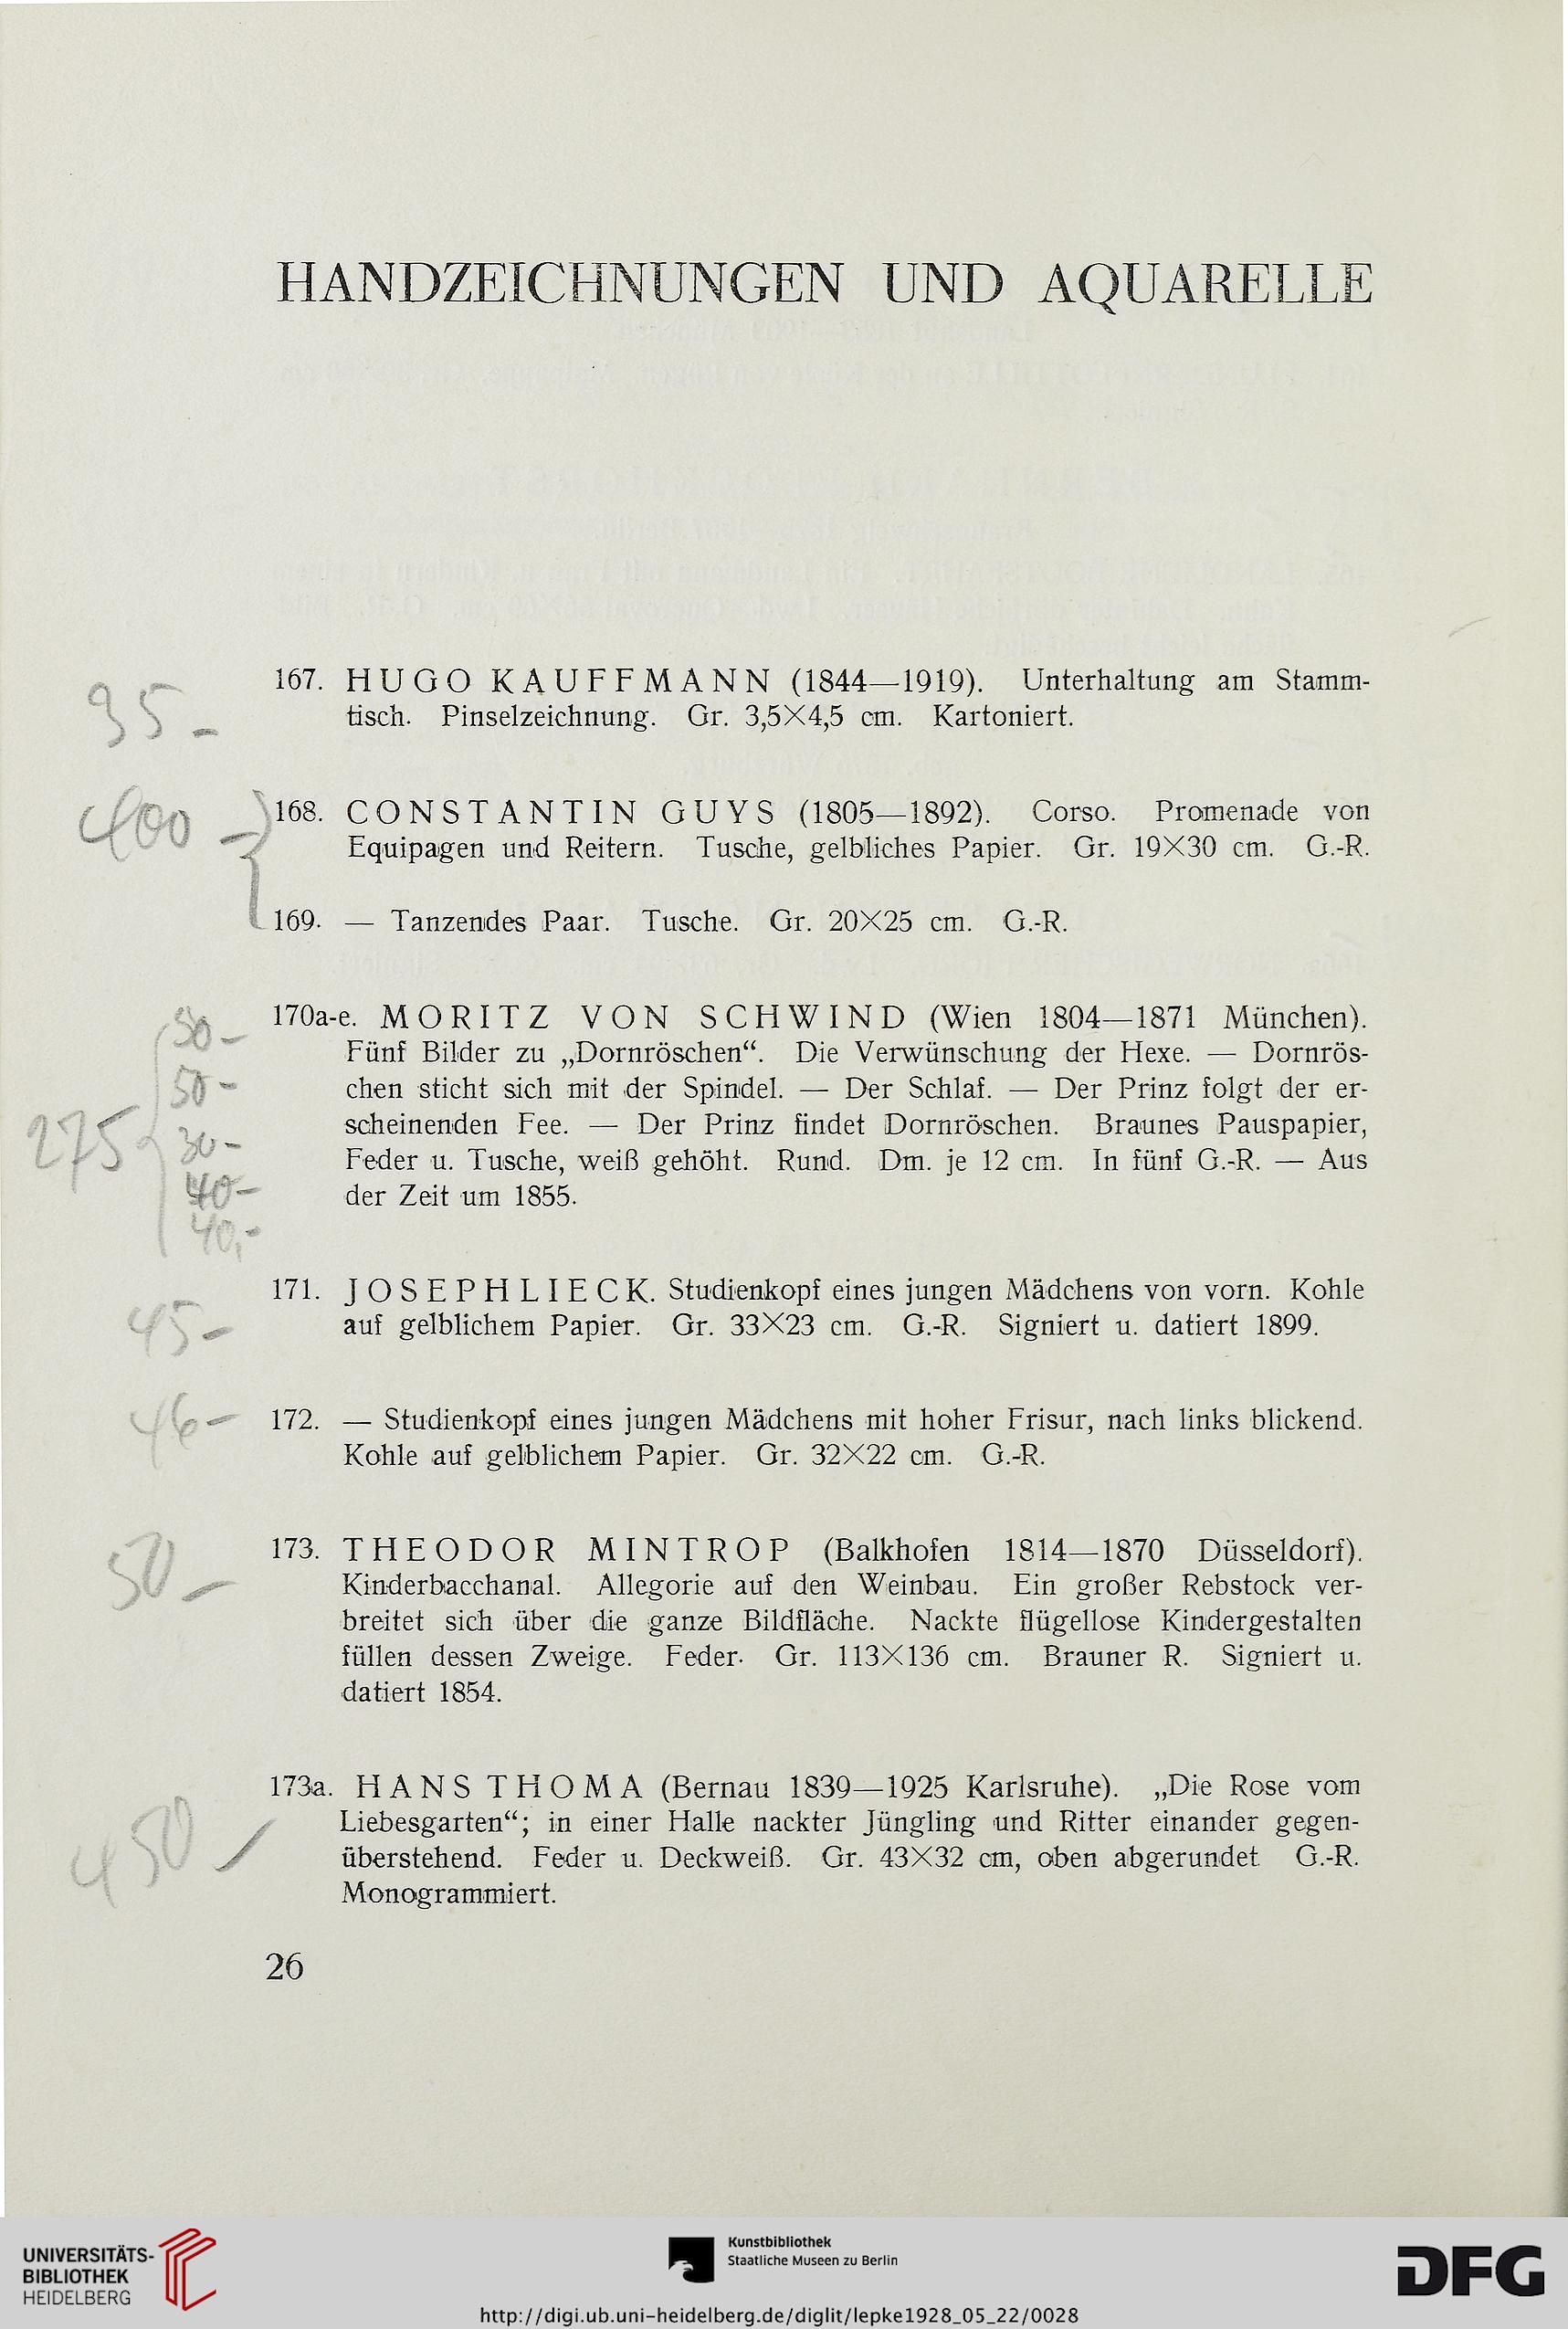 HANDZEICHNUNGEN UND AQUARELLE
35 -
167. HUGO KAUFFMANN (1844—1919). Unterhaltung am Stamm-
tisch. Pinselzeichnung. Gr. 3,5×4,5 cm. Kartoniert.
400 -
168. CONSTANTIN GUYS (1805—1892). Corso. Promenade von
Equipagen und Reitern. Tusche, gelbliches Papier. Gr. 19×30 cm. G.-R.
169. — Tanzendes Paar. Tusche. Gr. 20×25 cm. G.-R.
275
50 -
50 -
30 -
40 -
40,-
170a-e. MORITZ VON SCHWIND (Wien 1804—1871 München).
Fünf Bilder zu „Dornröschen“. Die Verwünschung der Hexe. — Dornrös-
chen sticht sich mit der Spindel. — Der Schlaf. — Der Prinz folgt der er-
scheinenden Fee. — Der Prinz findet Dornröschen. Braunes Pauspapier,
Feder u. Tusche, weiß gehöht. Rund. Dm. je 12 cm. In fünf G.-R. — Aus
der Zeit um 1855.
45 -
171. JOSEPH LIECK. Studienkopf eines jungen Mädchens von vorn. Kohle
auf gelblichem Papier. Gr. 33×23 cm. G.-R. Signiert u. datiert 1899.
46 -
172. — Studienkopf eines jungen Mädchens mit hoher Frisur, nach links blickend.
Kohle auf gelblichem Papier. Gr. 32×22 cm. G.-R.
50 -
173. THEODOR MINTROP (Balkhofen 1814—1870 Düsseldorf).
Kinderbacchanal. Allegorie auf den Weinbau. Ein großer Rebstock ver-
breitet sich über die ganze Bildfläche. Nackte flügellose Kindergestalten
füllen dessen Zweige. Feder. Gr. 113×136 cm. Brauner R. Signiert u.
datiert 1854.
450 -
173a. HANS THOMA (Bernau 1839—1925 Karlsruhe). „Die Rose vom
Liebesgarten“; in einer Halle nackter Jüngling und Ritter einander gegen-
überstehend. Feder u. Deckweiß. Gr. 43×32 cm, oben abgerundet G.-R.
Monogrammiert.
26
UNIVERSITÄTS-
BIBLIOTHEK
HEIDELBERG
Kunstbibliothek
Staatliche Museen zu Berlin
DFG
http://digi.ub.uni-heidelberg.de/diglit/lepke1928_05_22/0028